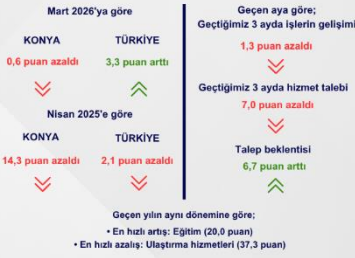 Mart 2026'ya göre
KONYA
TÜRKİYE
0,6 puan azaldı
3,3 puan arttı
Nisan 2025'e göre
KONYA
TÜRKİYE
14,3 puan azaldı
2,1 puan azaldı
Geçen aya göre;
Geçtiğimiz 3 ayda işlerin gelişimi
1,3 puan azaldı
Geçtiğimiz 3 ayda hizmet talebi
7,0 puan azaldı
Talep beklentisi
6,7 puan arttı
Geçen yılın aynı dönemine göre;
• En hızlı artış: Eğitim (20,0 puan)
• En hızlı azalış: Ulaştırma hizmetleri (37,3 puan)